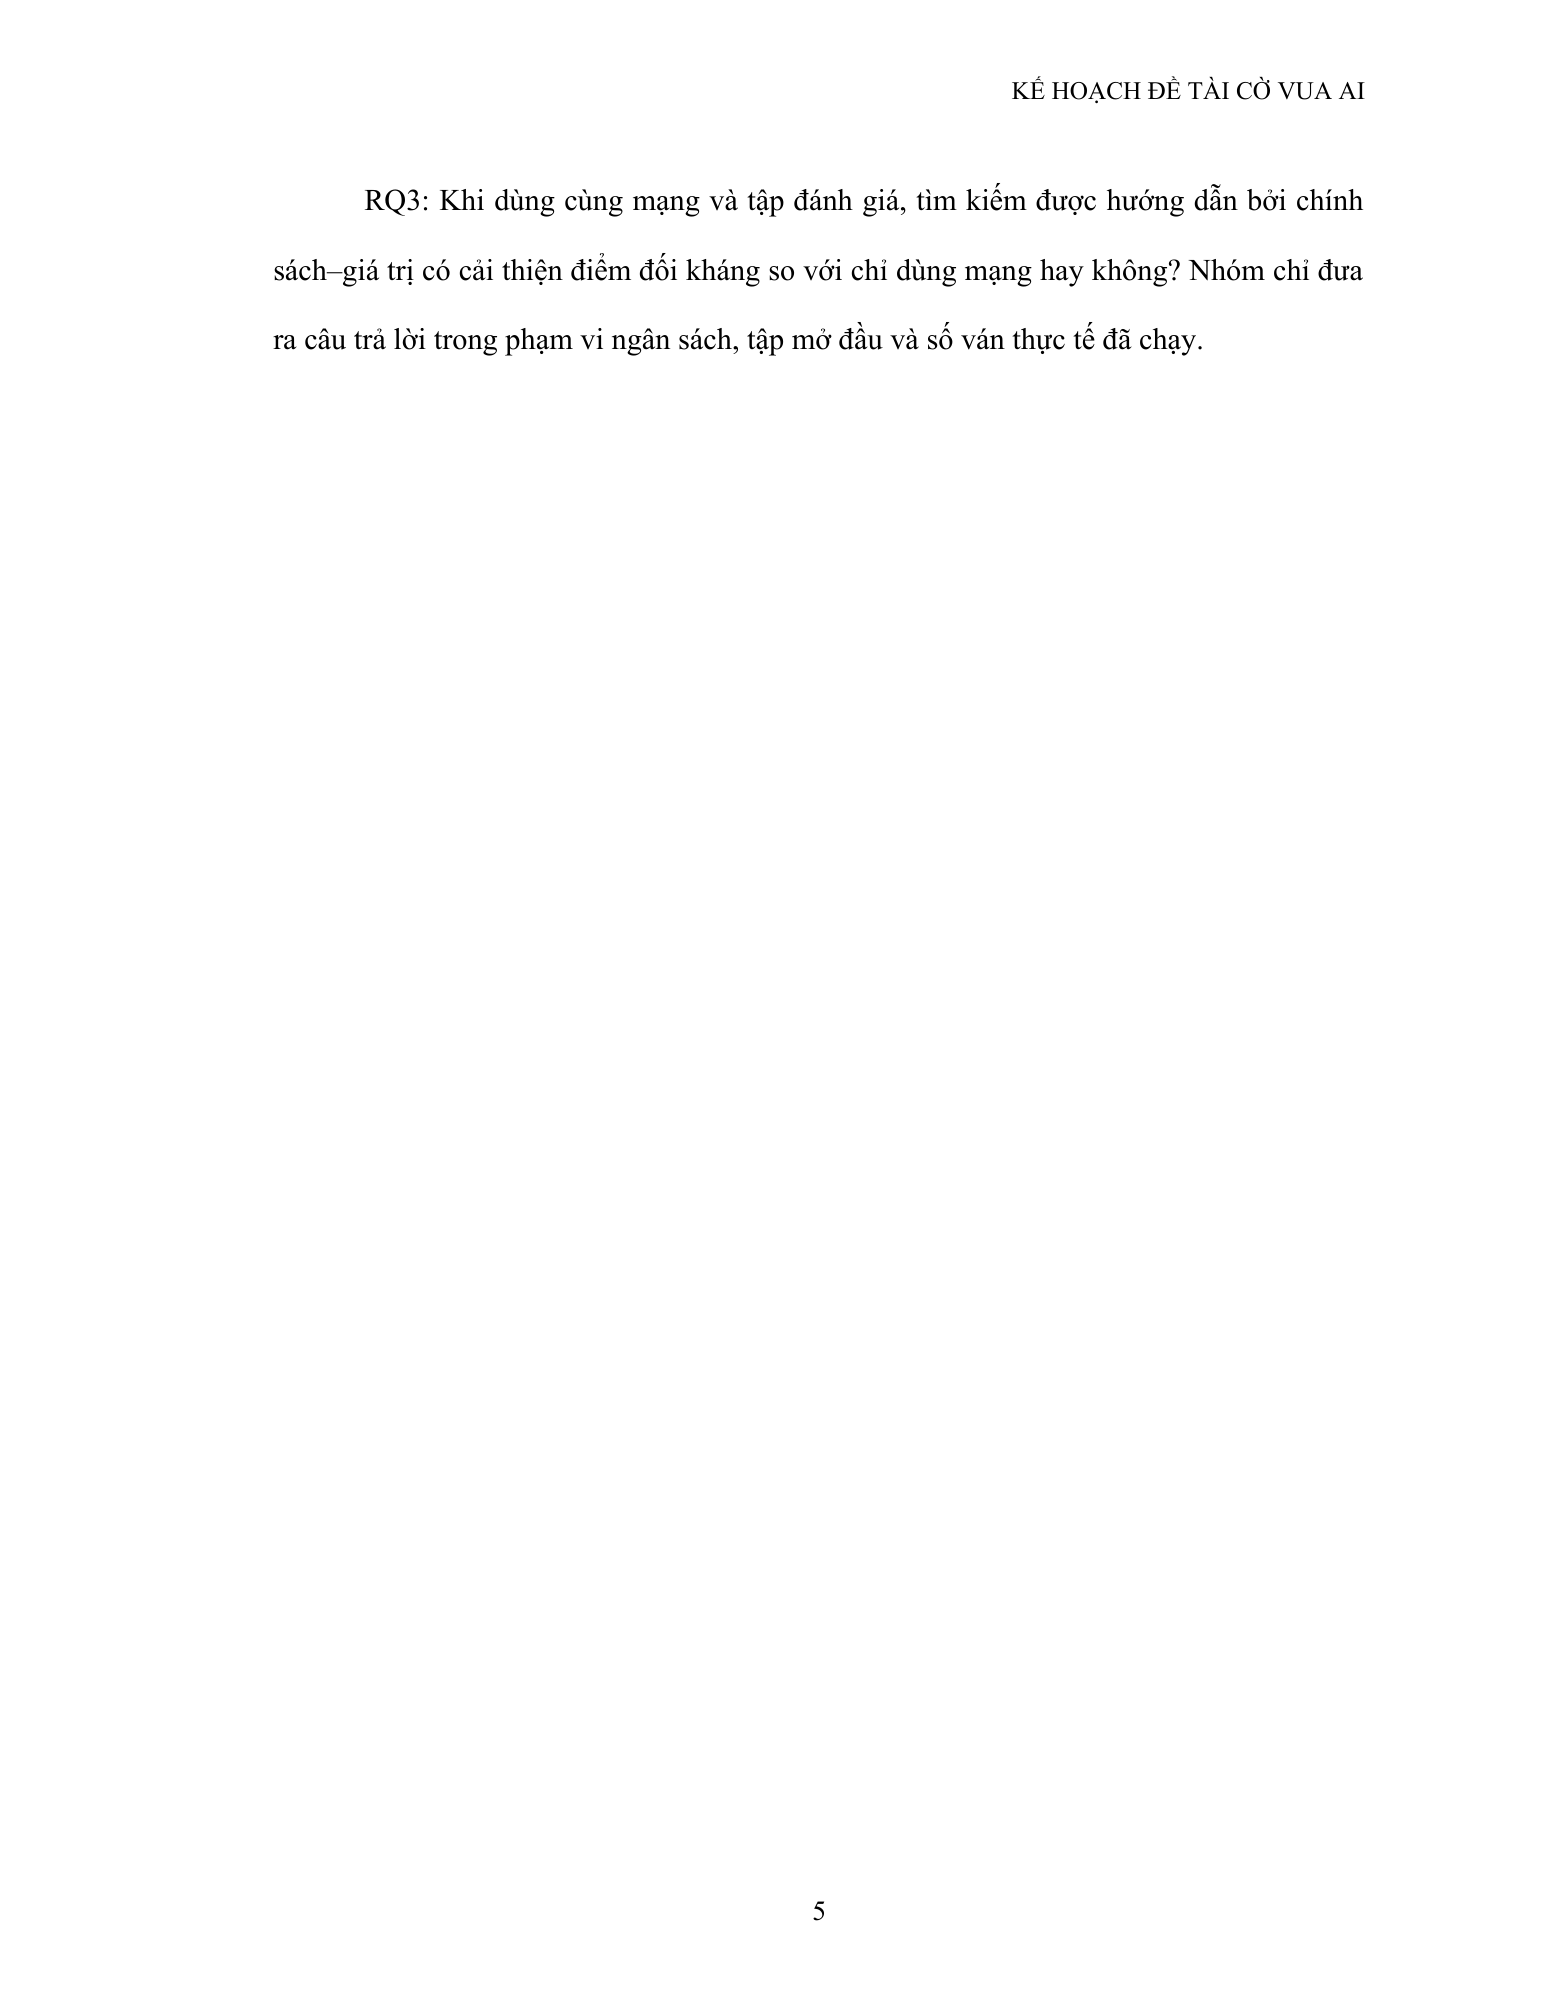 KẾ HOẠCH ĐỀ TÀI CỜ VUA AI
RQ3: Khi dùng cùng mạng và tập đánh giá, tìm kiếm được hướng dẫn bởi chính
sách–giá trị có cải thiện điểm đối kháng so với chỉ dùng mạng hay không? Nhóm chỉ đưa
ra câu trả lời trong phạm vi ngân sách, tập mở đầu và số ván thực tế đã chạy.
5